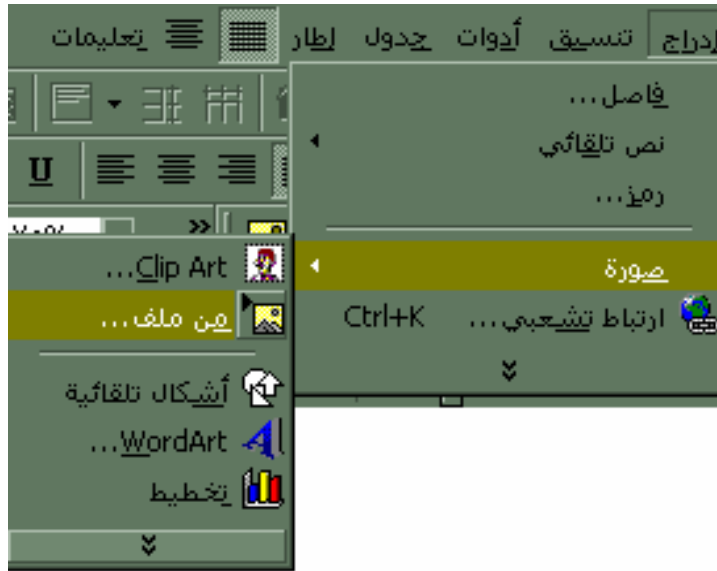 إدراج تنسيق أدوات جدول إطار تعليمات
فاصل...
نص تلقائي
رمز...
صورة
ارتباط تشعبي... Ctrl+K
U
Clip Art...
من ملف...
أشكال تلقائية
WordArt...
تخطيط